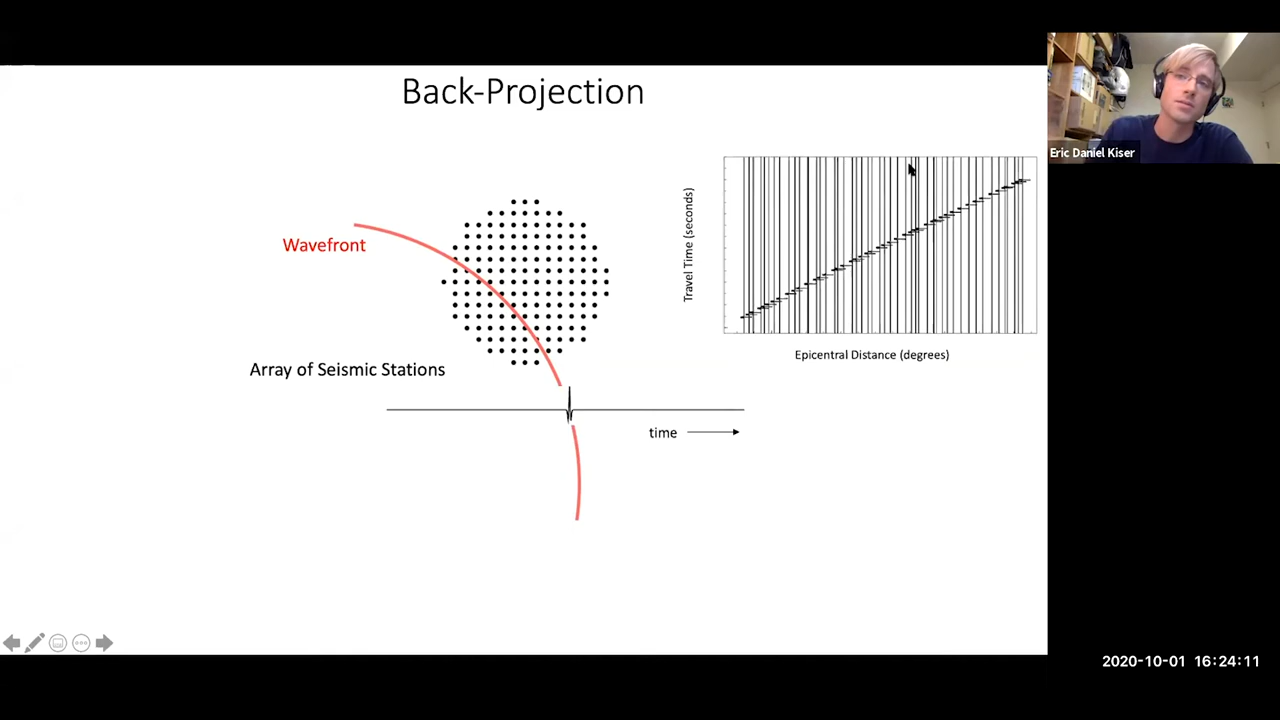 Back-Projection
Eric Daniel Kiser
Wavefront
Travel Time (seconds)
Epicentral Distance (degrees)
Array of Seismic Stations
time
2020-10-01 16:24:11